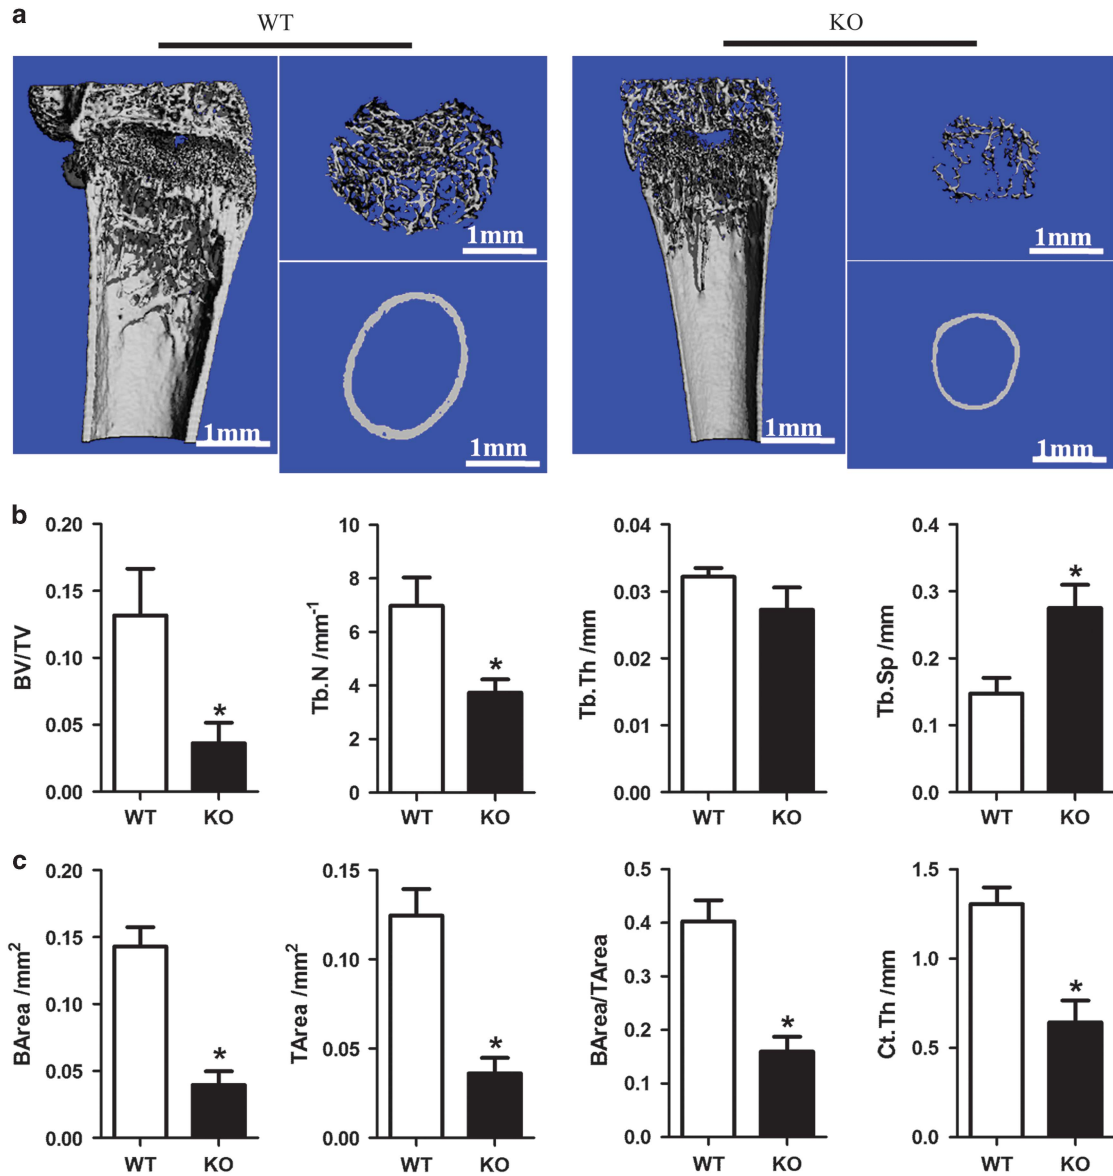 a
WT
KO
1mm
1mm
1mm
1mm
1mm
1mm
b
BV/TV
0.20
0.15
0.10
0.05
0.00
*
WT KO
Tb.N /mm⁻¹
10
8
6
4
2
0
*
WT KO
Tb.Th /mm
0.04
0.03
0.02
0.01
0.00
WT KO
Tb.Sp /mm
0.4
0.3
0.2
0.1
0.0
*
WT KO
c
BArea /mm²
0.20
0.15
0.10
0.05
0.00
*
WT KO
TArea /mm²
0.15
0.10
0.05
0.00
*
WT KO
BArea/TArea
0.5
0.4
0.3
0.2
0.1
0.0
*
WT KO
Ct.Th /mm
1.5
1.0
0.5
0.0
*
WT KO